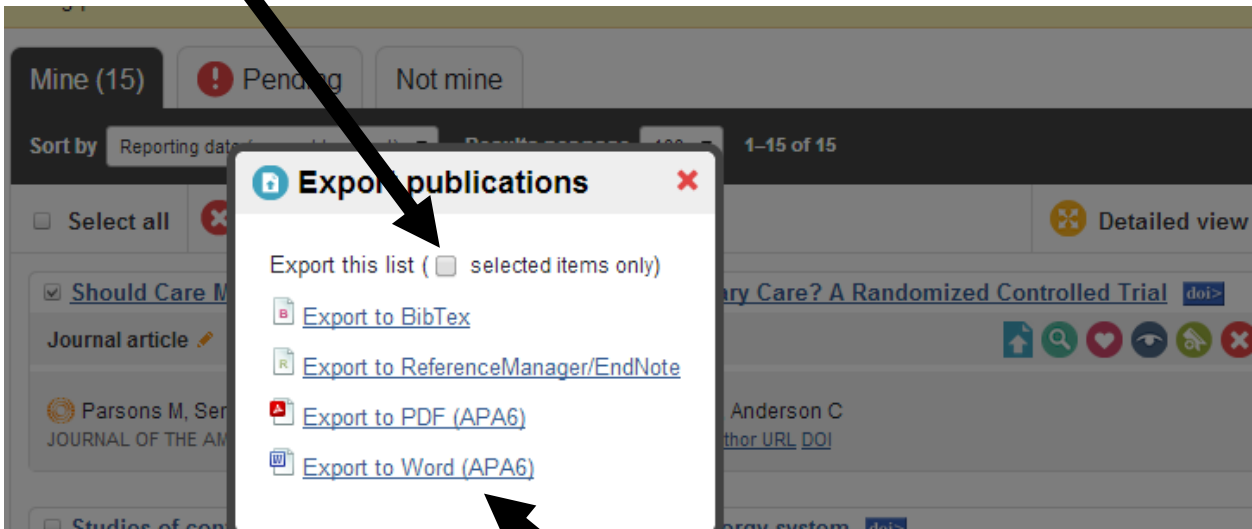 Mine (15)
Pending
Not mine
Sort by
Reporting date
1–15 of 15
Export publications
Select all
Detailed view
Export this list ( selected items only)
Should Care
ary Care? A Randomized Controlled Trial doi>
B Export to BibTex
Journal article
R Export to ReferenceManager/EndNote
Parsons M, Ser
Anderson C
Export to PDF (APA6)
JOURNAL OF THE AM
thor URL DOI
W Export to Word (APA6)
Studies of con
ergy system doi>